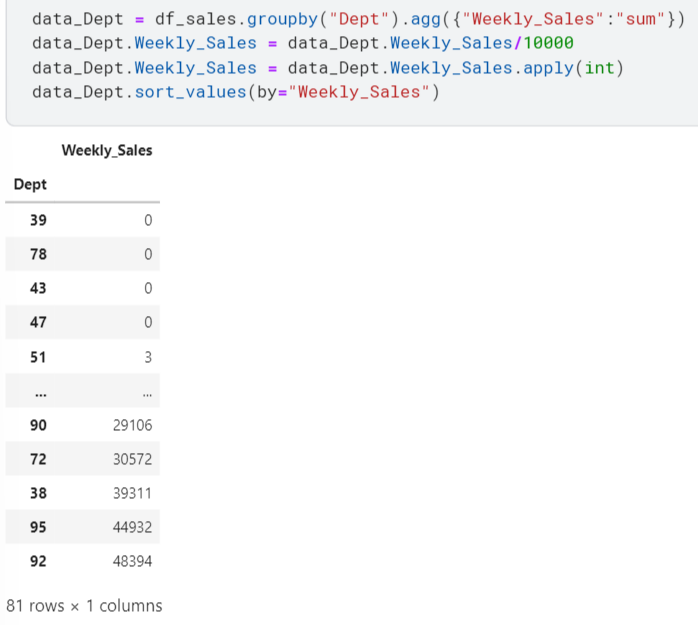 data_Dept = df_sales.groupby("Dept").agg({"Weekly_Sales":"sum"})
data_Dept.Weekly_Sales = data_Dept.Weekly_Sales/10000
data_Dept.Weekly_Sales = data_Dept.Weekly_Sales.apply(int)
data_Dept.sort_values(by="Weekly_Sales")
Weekly_Sales
Dept
39 0
78 0
43 0
47 0
51 3
... ...
90 29106
72 30572
38 39311
95 44932
92 48394
81 rows × 1 columns